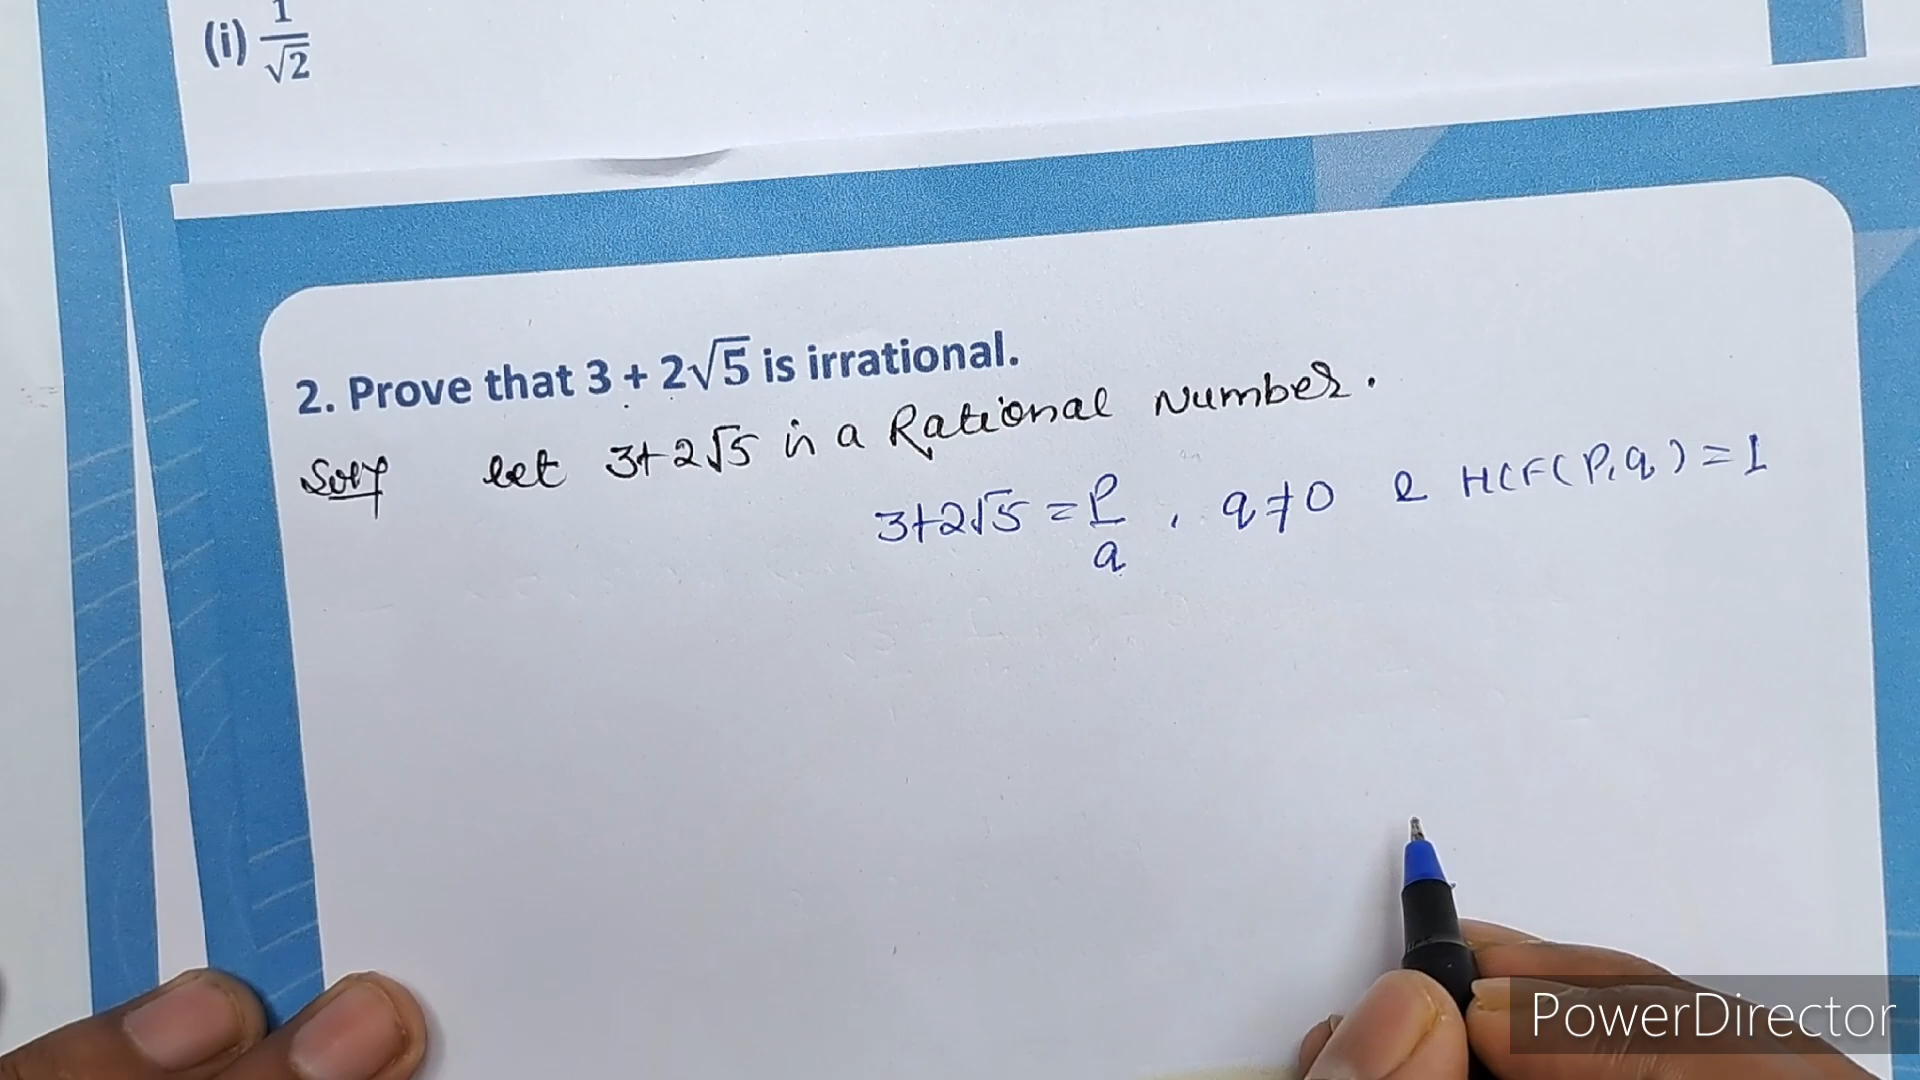 (i) 1/√2
2. Prove that 3 + 2√5 is irrational.
Soln let 3+2√5 is a Rational Number.
3+2√5 = P/q , q≠0 & HCF(P,q)=1
PowerDirector